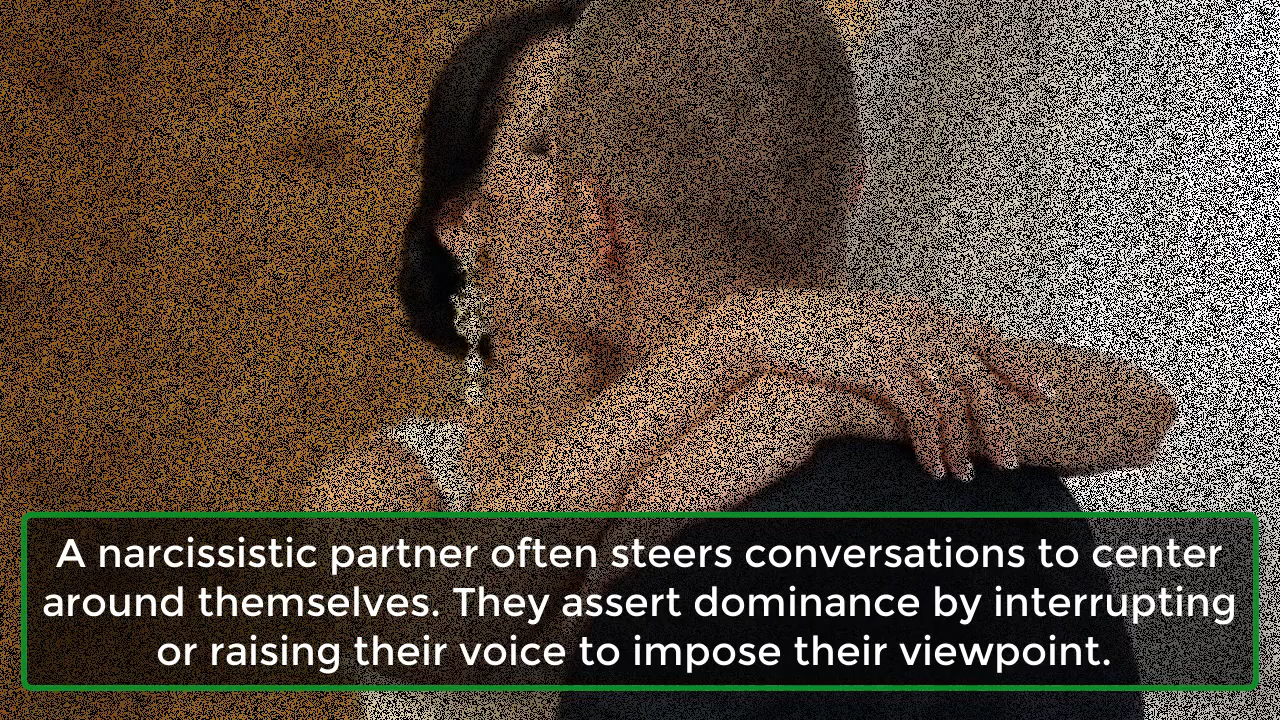 A narcissistic partner often steers conversations to center
around themselves. They assert dominance by interrupting
or raising their voice to impose their viewpoint.